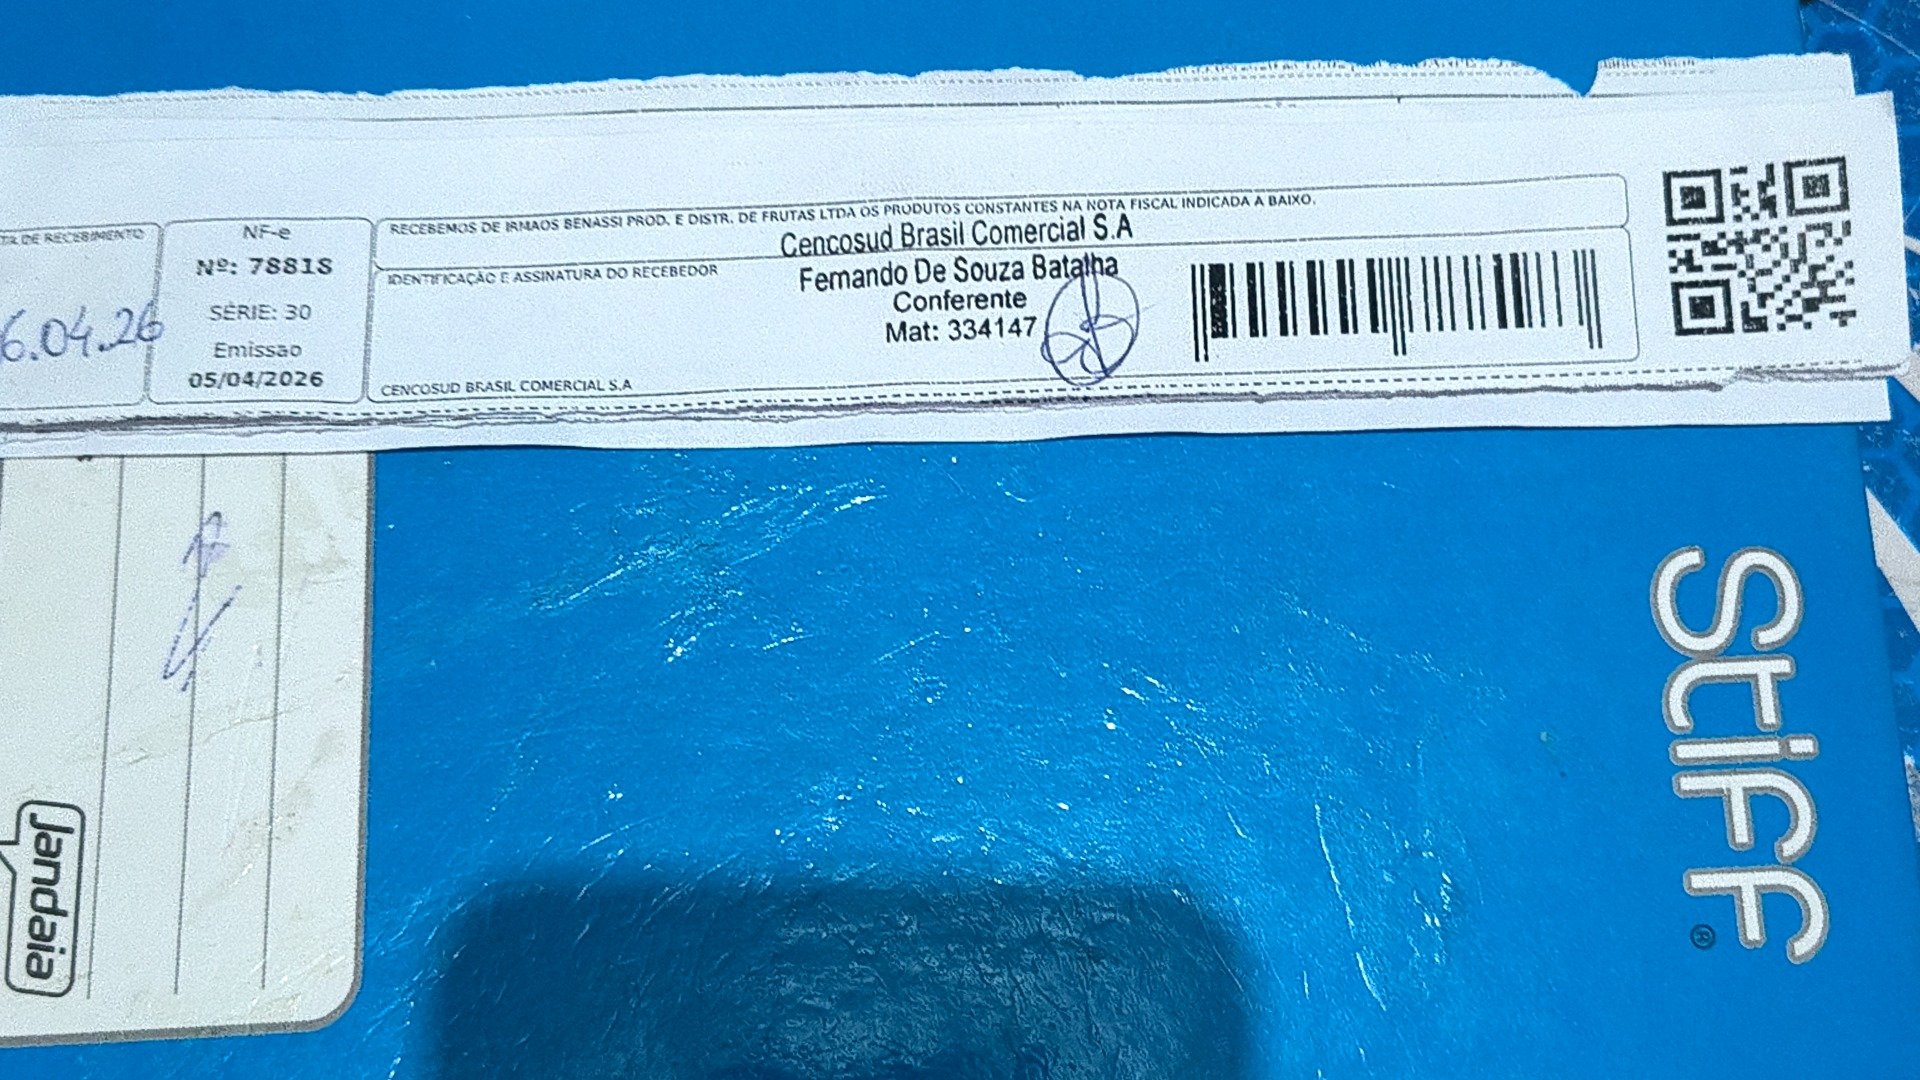 RECEBEMOS DE IRMAOS BENASSI PROD. E DISTR. DE FRUTAS LTDA OS PRODUTOS CONSTANTES NA NOTA FISCAL INDICADA A BAIXO.
DE RECEBIMENTO
6.04.26
NF-e
Nº: 78818
SÉRIE: 30
Emissão
05/04/2026
IDENTIFICAÇÃO E ASSINATURA DO RECEBEDOR
Cencosud Brasil Comercial S.A
Fernando De Souza Batalha
Conferente
Mat: 334147
CENCOSUD BRASIL COMERCIAL S.A
Stiff
®
Jandaia